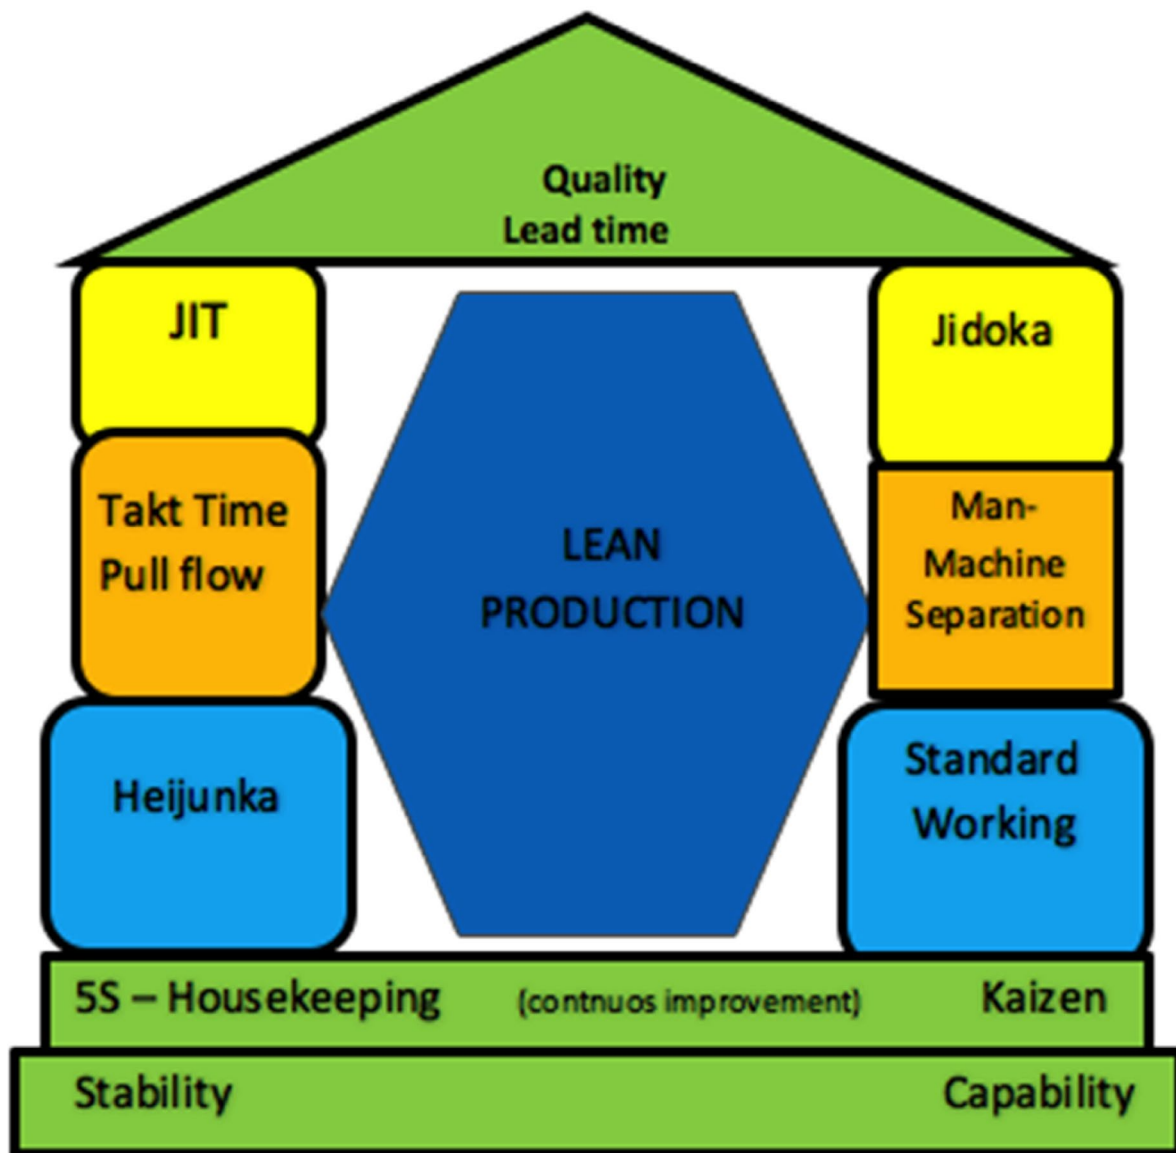 Quality
Lead time
JIT
Jidoka
Takt Time
Pull flow
Man-
Machine
Separation
LEAN
PRODUCTION
Heijunka
Standard
Working
5S – Housekeeping (contnuos improvement) Kaizen
Stability Capability